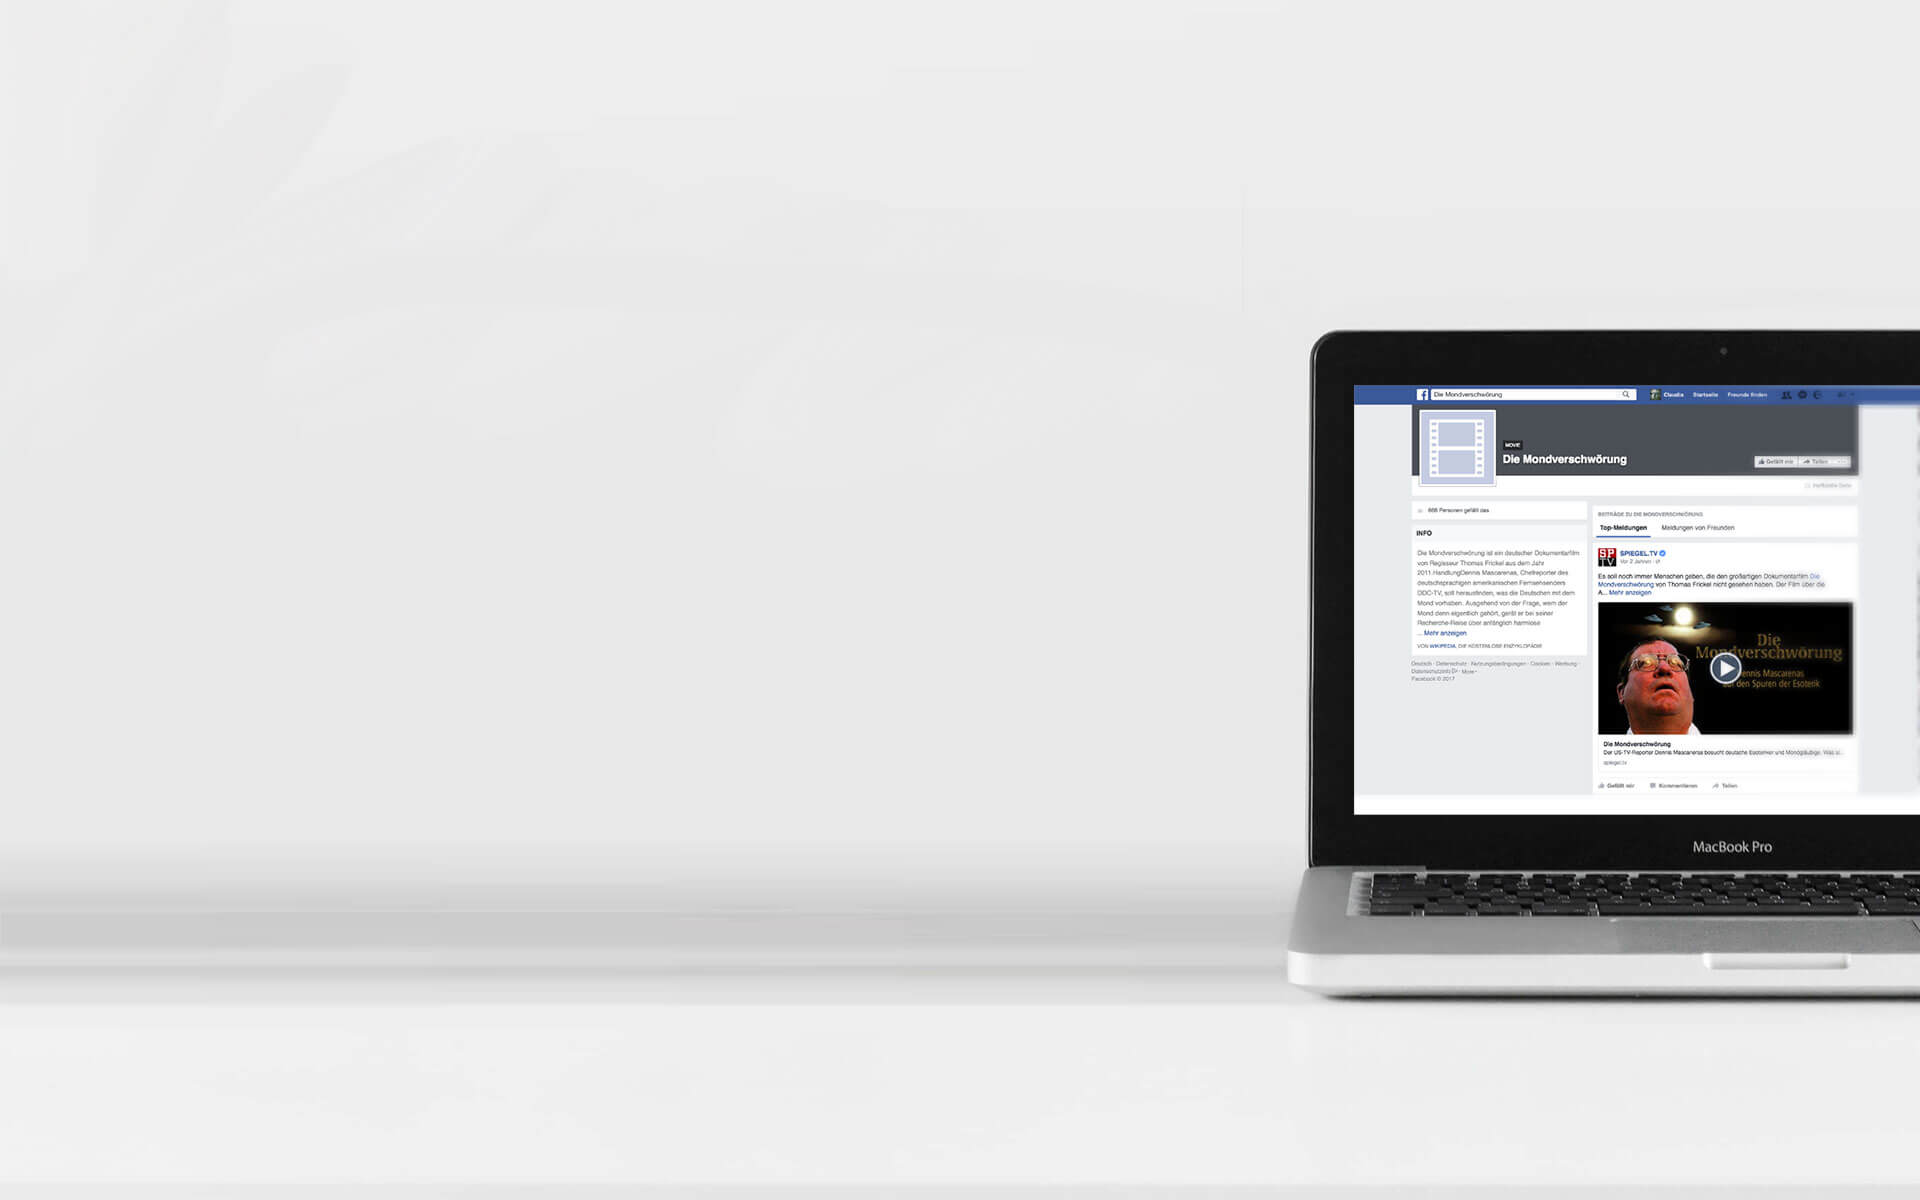 Die Mondverschwörung
Claudia Startseite Freunde finden
MOVIE
Die Mondverschwörung
Gefällt mir Teilen
668 Personen gefällt das
INFO
Die Mondverschwörung ist ein deutscher Dokumentarfilm
von Regisseur Thomas Frickel aus dem Jahr
2011.HandlungDennis Mascarenas, Chefreporter des
deutschsprachigen amerikanischen Fernsehsenders
DDC-TV, soll herausfinden, was die Deutschen mit dem
Mond vorhaben. Ausgehend von der Frage, wem der
Mond denn eigentlich gehört, gerät er bei seiner
Recherche-Reise über anfänglich harmlose
... Mehr anzeigen
VON WIKIPEDIA, DIE KOSTENLOSE ENZYKLOPÄDIE
Deutsch · Datenschutz · Nutzungsbedingungen · Cookies · Werbung ·
Datenschutzinfo · More
Facebook © 2017
BEITRÄGE ZU DIE MONDVERSCHWÖRUNG
Top-Meldungen Meldungen von Freunden
SP
TV
SPIEGEL.TV
Vor 2 Jahren
Es soll noch immer Menschen geben, die den großartigen Dokumentarfilm Die
Mondverschwörung von Thomas Frickel nicht gesehen haben. Der Film über die
A... Mehr anzeigen
Die
Mondverschwörung
Dennis Mascarenas
auf den Spuren der Esoterik
Die Mondverschwörung
Der US-TV-Reporter Dennis Mascarenas besucht deutsche Esoteriker und Mondgläubige. Was si...
spiegel.tv
Gefällt mir Kommentieren Teilen
MacBook Pro